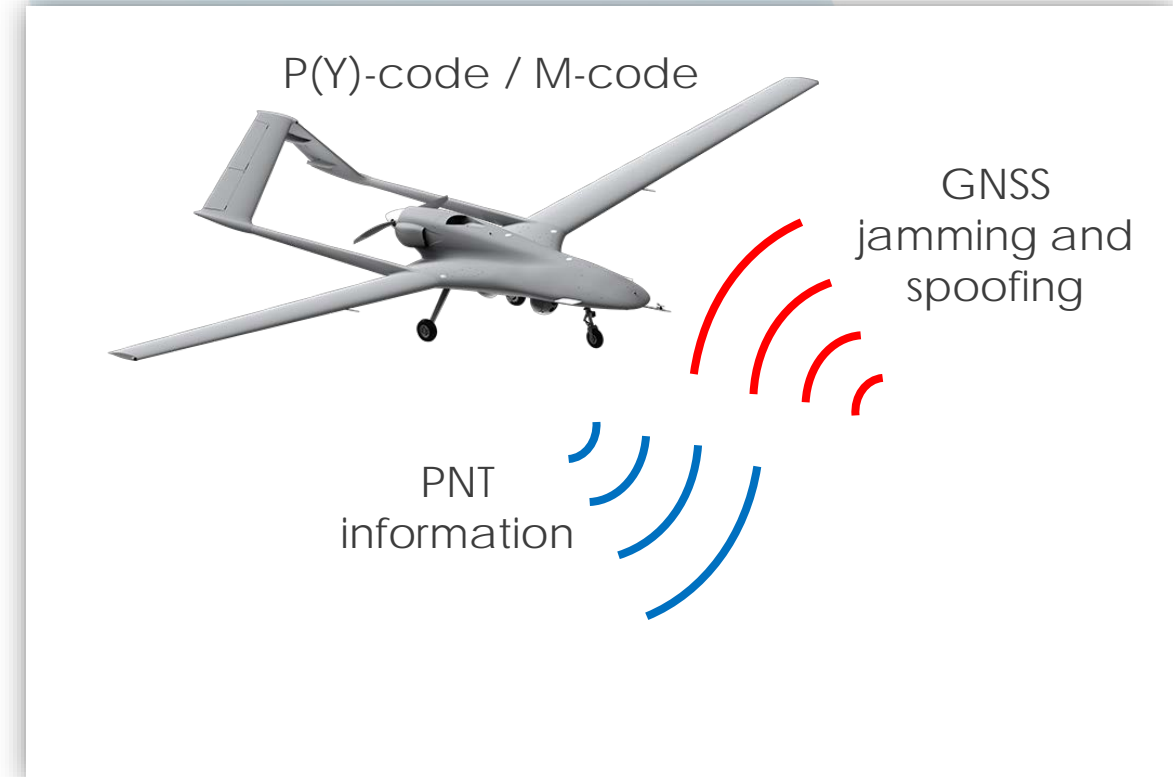 P(Y)-code / M-code
GNSS
jamming and
spoofing
PNT
information